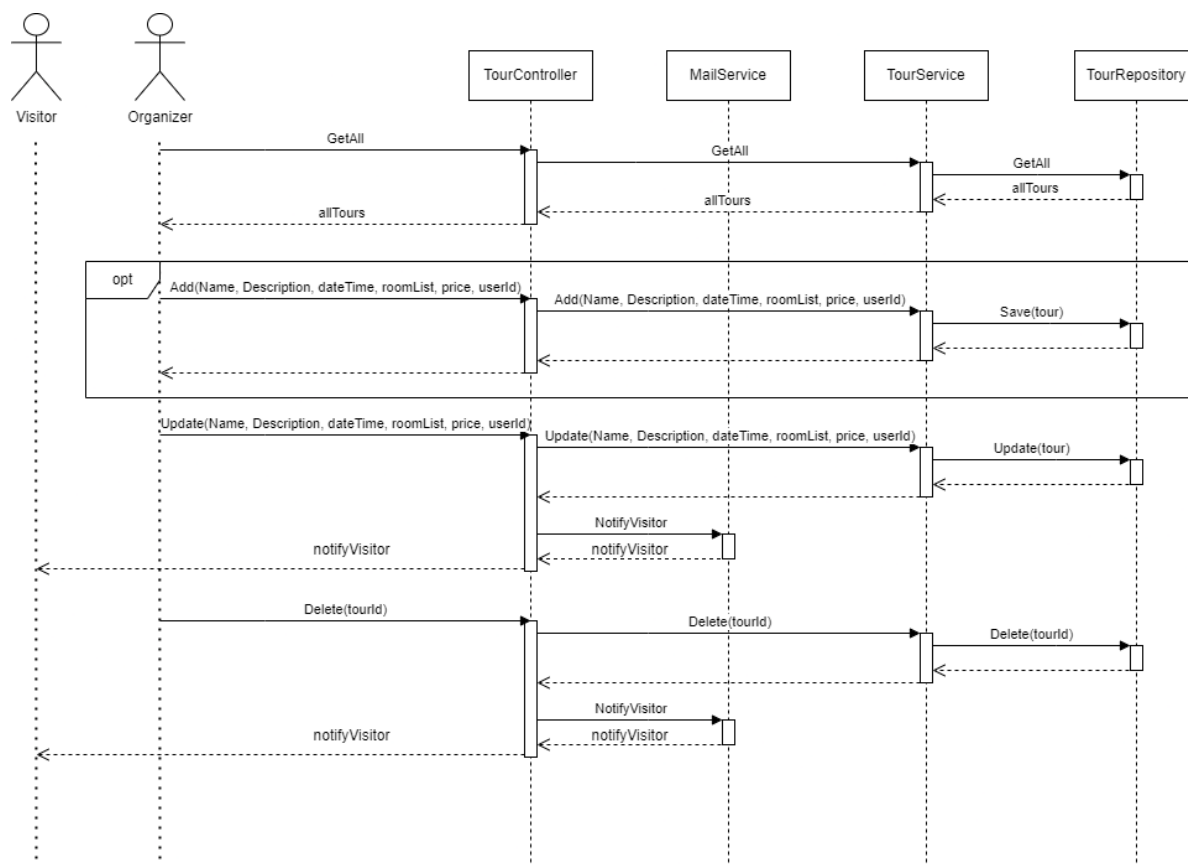 Visitor
Organizer
TourController
MailService
TourService
TourRepository
GetAll
GetAll
GetAll
allTours
allTours
allTours
opt
Add(Name, Description, dateTime, roomList, price, userId)
Add(Name, Description, dateTime, roomList, price, userId)
Save(tour)
Update(Name, Description, dateTime, roomList, price, userId)
Update(Name, Description, dateTime, roomList, price, userId)
Update(tour)
NotifyVisitor
notifyVisitor
notifyVisitor
Delete(tourId)
Delete(tourId)
Delete(tourId)
NotifyVisitor
notifyVisitor
notifyVisitor